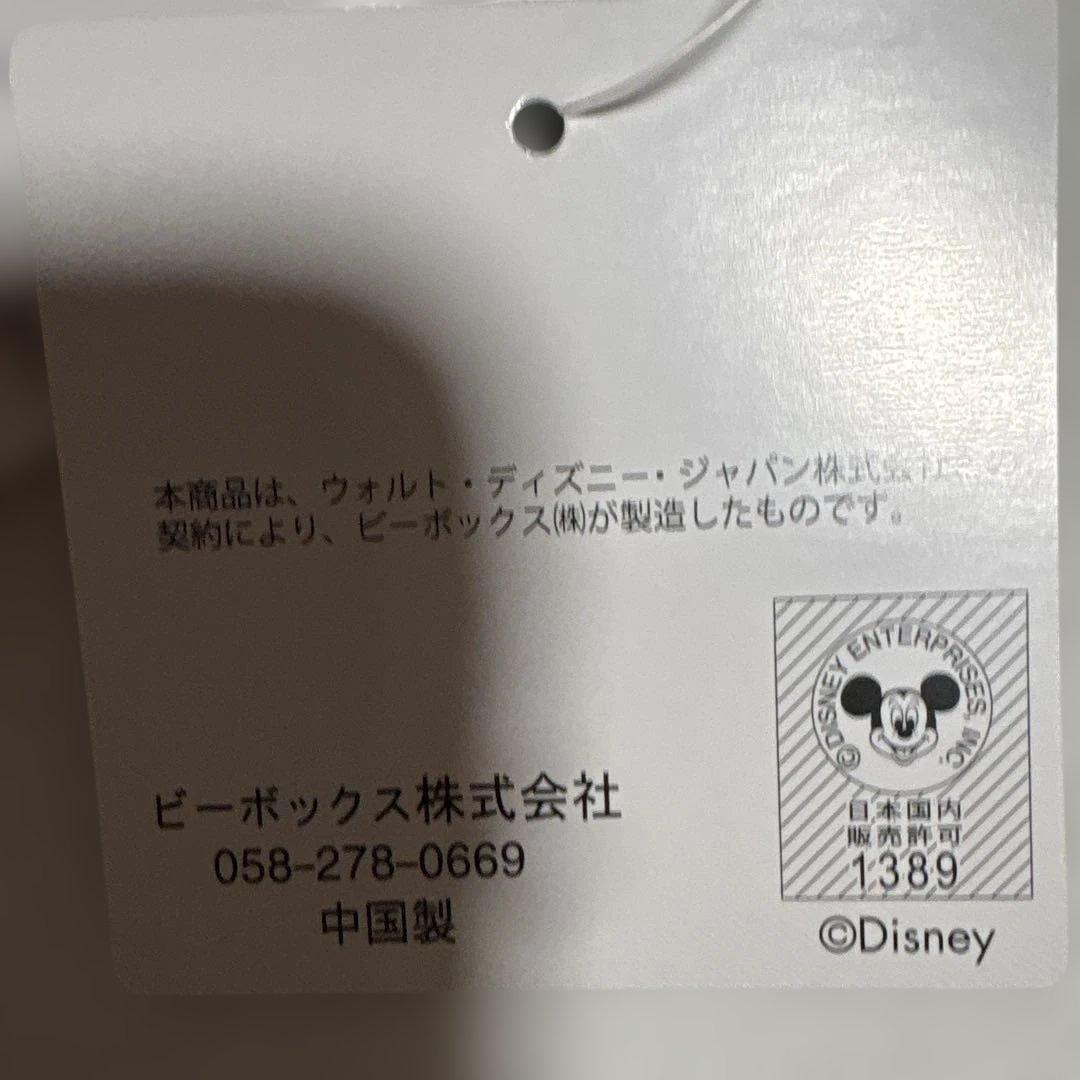 本商品は、ウォルト・ディズニー・ジャパン株式会社
契約により、ビーボックス㈱が製造したものです。
ビーボックス株式会社
058-278-0669
中国製
©DISNEY ENTERPRISES, INC.
日本国内
販売許可
1389
©Disney